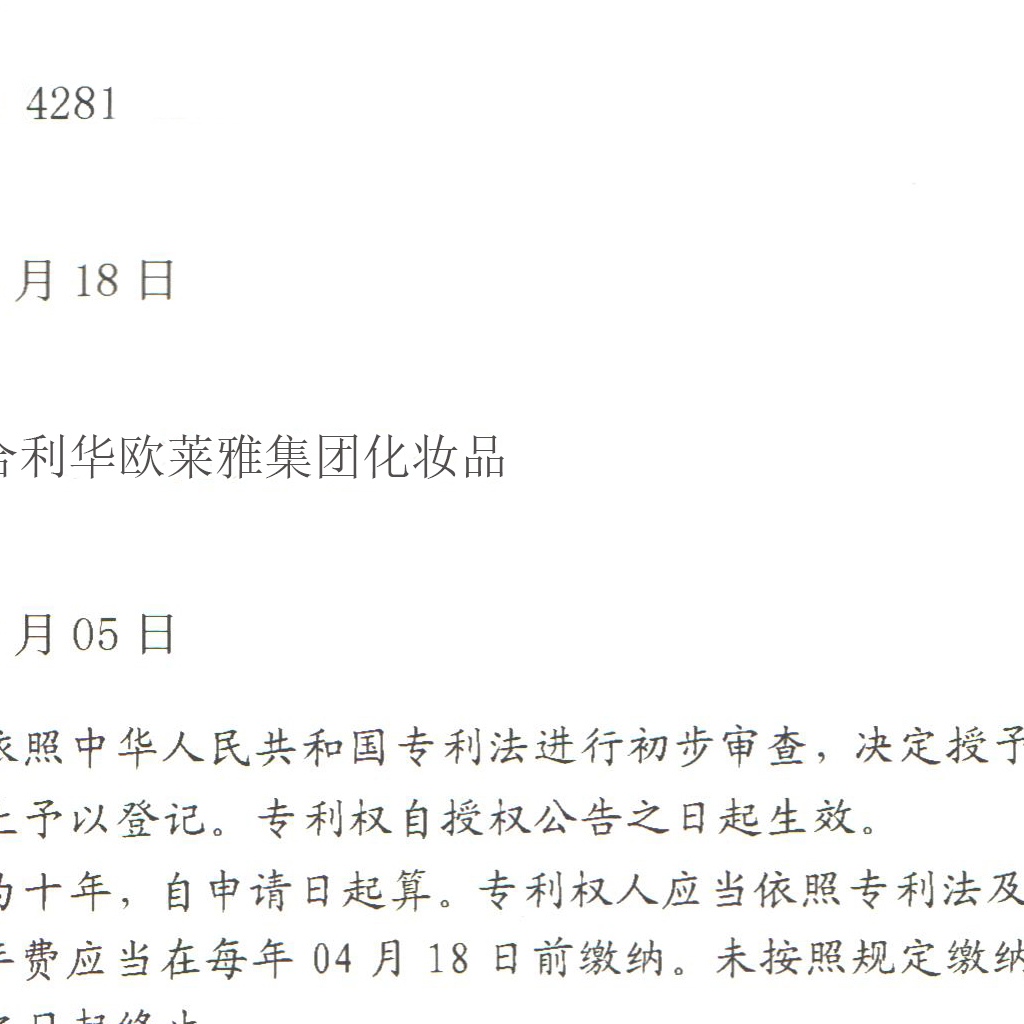 4281
月 18 日
合利华欧莱雅集团化妆品
月 05 日
依照中华人民共和国专利法进行初步审查，决定授予
上予以登记。专利权自授权公告之日起生效。
为十年，自申请日起算。专利权人应当依照专利法及
年费应当在每年 04 月 18 日前缴纳。未按照规定缴纳
之日起终止